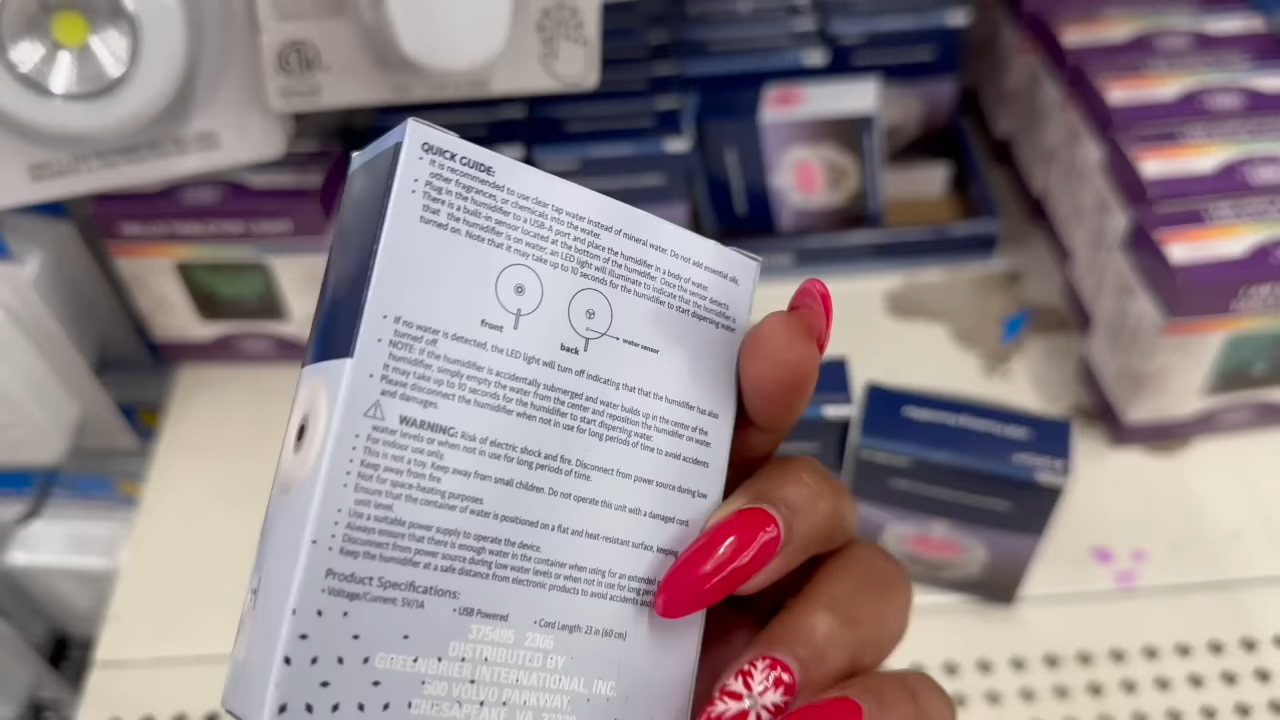 QUICK GUIDE:
• It is recommended to use clear tap water instead of mineral water. Do not add essential oils,
other fragrances, or chemicals into the water.
• Plug in the humidifier to a USB-A port and place the humidifier in a body of water.
• There is a built-in sensor located at the bottom of the humidifier. Once the sensor detects
that the humidifier is on water, an LED light will illuminate to indicate that the humidifier is
turned on. Note that it may take up to 10 seconds for the humidifier to start dispersing water.
front
back
water sensor
• If no water is detected, the LED light will turn off indicating that that the humidifier has also
turned off.
• NOTE: If the humidifier is accidentally submerged and water builds up in the center of the
humidifier, simply empty the water from the center and reposition the humidifier on water.
It may take up to 10 seconds for the humidifier to start dispersing water.
• Please disconnect the humidifier when not in use for long periods of time to avoid accidents
and damages.
WARNING: Risk of electric shock and fire. Disconnect from power source during low
water levels or when not in use for long periods of time.
• For indoor use only.
• This is not a toy. Keep away from small children. Do not operate this unit with a damaged cord.
• Keep away from fire.
• Not for space-heating purposes.
• Ensure that the container of water is positioned on a flat and heat-resistant surface, keeping
unit level.
• Use a suitable power supply to operate the device.
• Always ensure that there is enough water in the container when using for an extended
• Disconnect from power source during low water levels or when not in use for long
• Keep the humidifier at a safe distance from electronic products to avoid accidents and
Product Specifications:
• Voltage/Current: 5V/1A • USB Powered • Cord Length: 23 in (60 cm)
375495 2306
DISTRIBUTED BY
GREENBRIER INTERNATIONAL, INC.
500 VOLVO PARKWAY,
CHESAPEAKE, VA